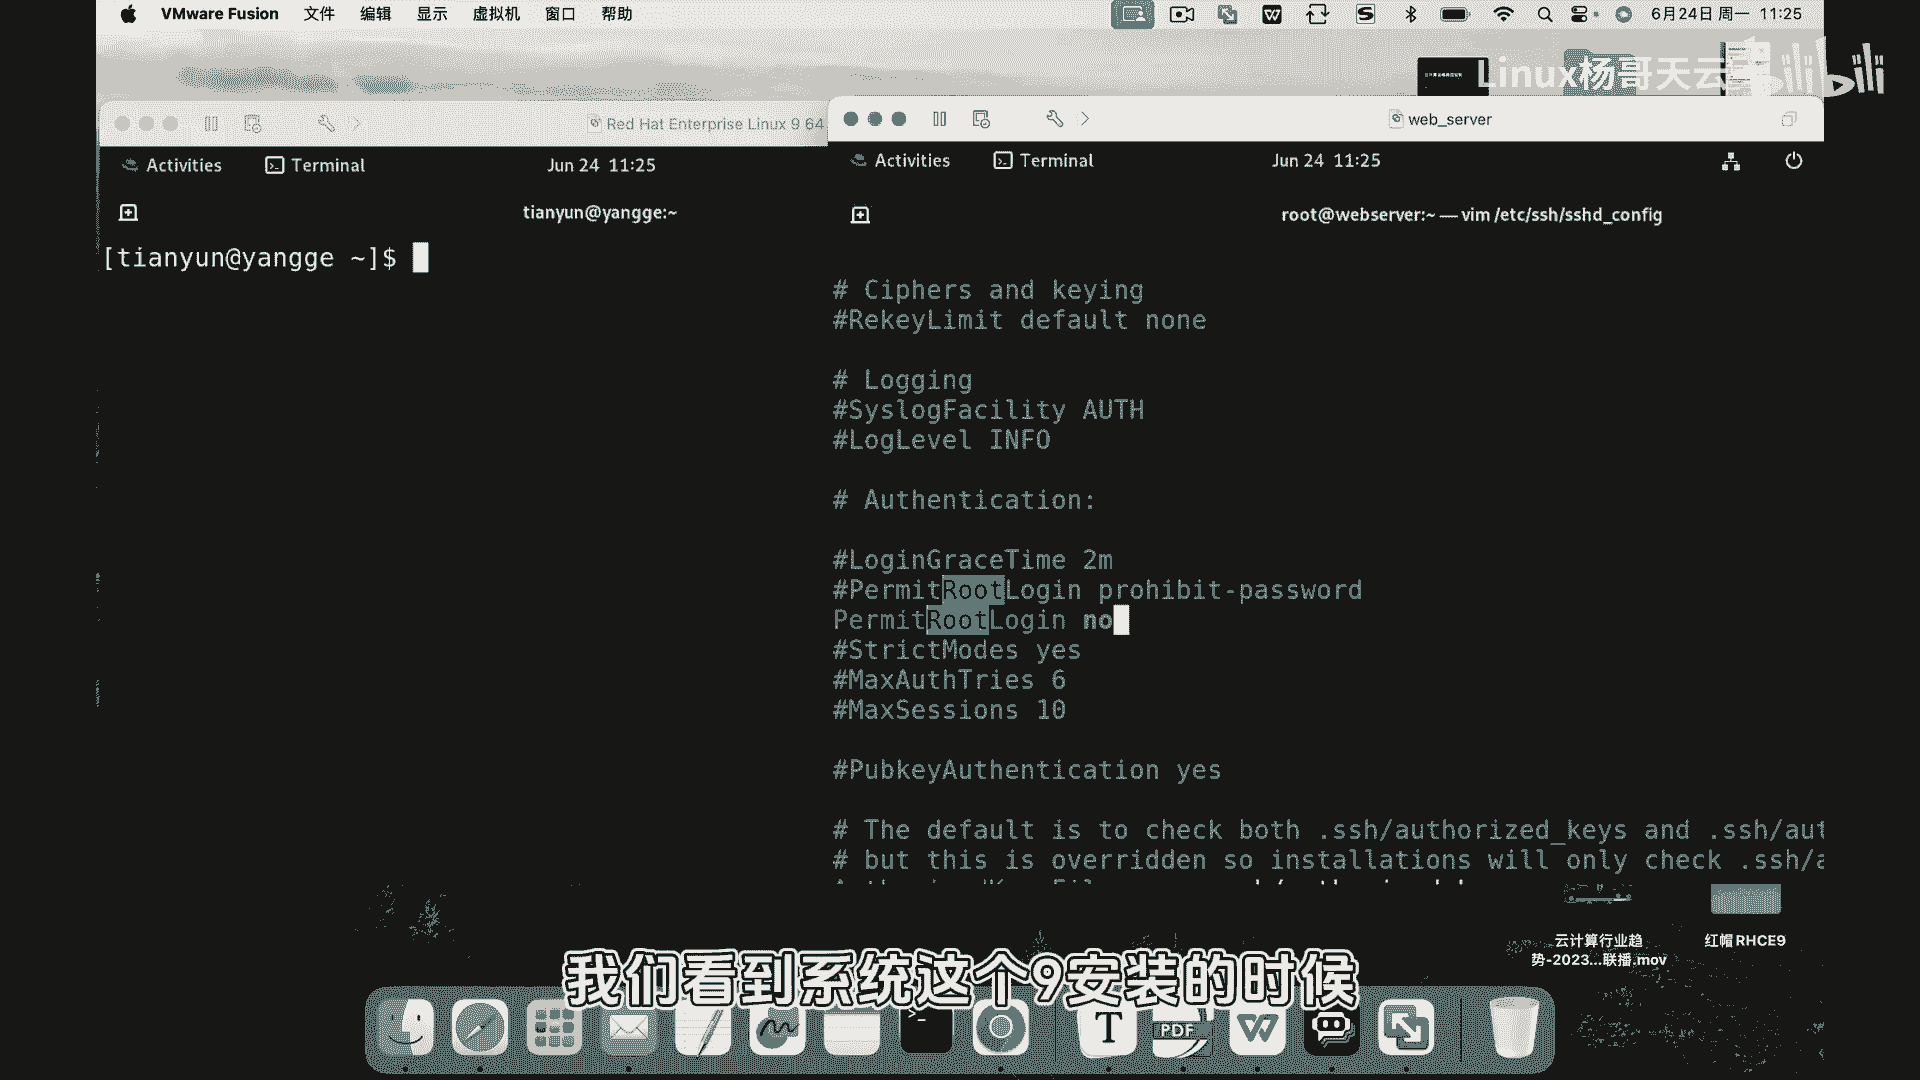 VMware Fusion 文件 编辑 显示 虚拟机 窗口 帮助 6月24日 周一 11:25
Linux杨哥天云 bilibili
Red Hat Enterprise Linux 9 64
web_server
Activities Terminal Jun 24 11:25
Activities Terminal Jun 24 11:25
tianyun@yangge:~
root@webserver:~ — vim /etc/ssh/sshd_config
[tianyun@yangge ~]$
# Ciphers and keying
#RekeyLimit default none
# Logging
#SyslogFacility AUTH
#LogLevel INFO
# Authentication:
#LoginGraceTime 2m
#PermitRootLogin prohibit-password
PermitRootLogin no
#StrictModes yes
#MaxAuthTries 6
#MaxSessions 10
#PubkeyAuthentication yes
# The default is to check both .ssh/authorized_keys and .ssh/aut
# but this is overridden so installations will only check .ssh/a
云计算行业趋
势-2023...联播.mov
红帽RHCE9
我们看到系统这个9安装的时候
T
PDF